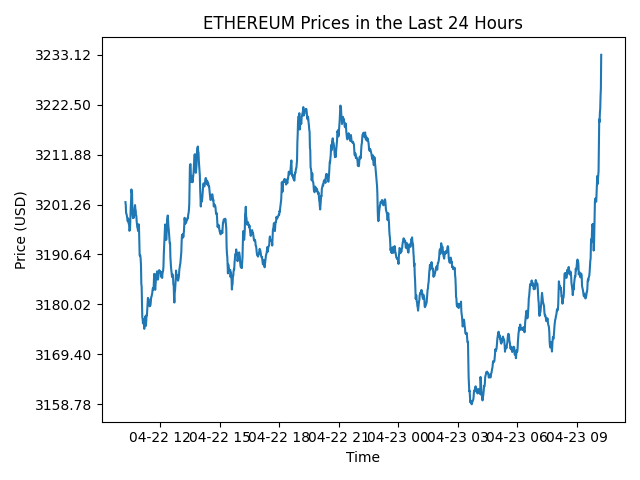 ETHEREUM Prices in the Last 24 Hours
Price (USD)
3233.12
3222.50
3211.88
3201.26
3190.64
3180.02
3169.40
3158.78
04-22 12 04-22 15 04-22 18 04-22 21 04-23 00 04-23 03 04-23 06 04-23 09
Time